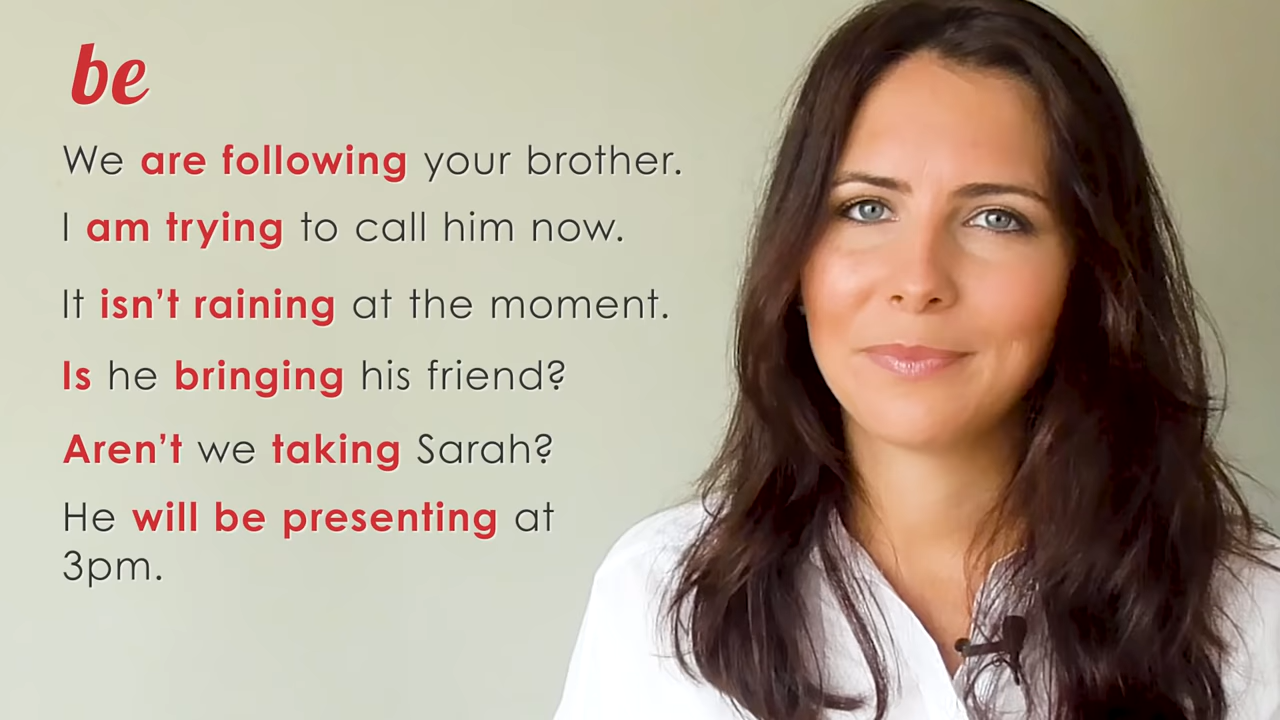 be
We are following your brother.
I am trying to call him now.
It isn’t raining at the moment.
Is he bringing his friend?
Aren’t we taking Sarah?
He will be presenting at
3pm.